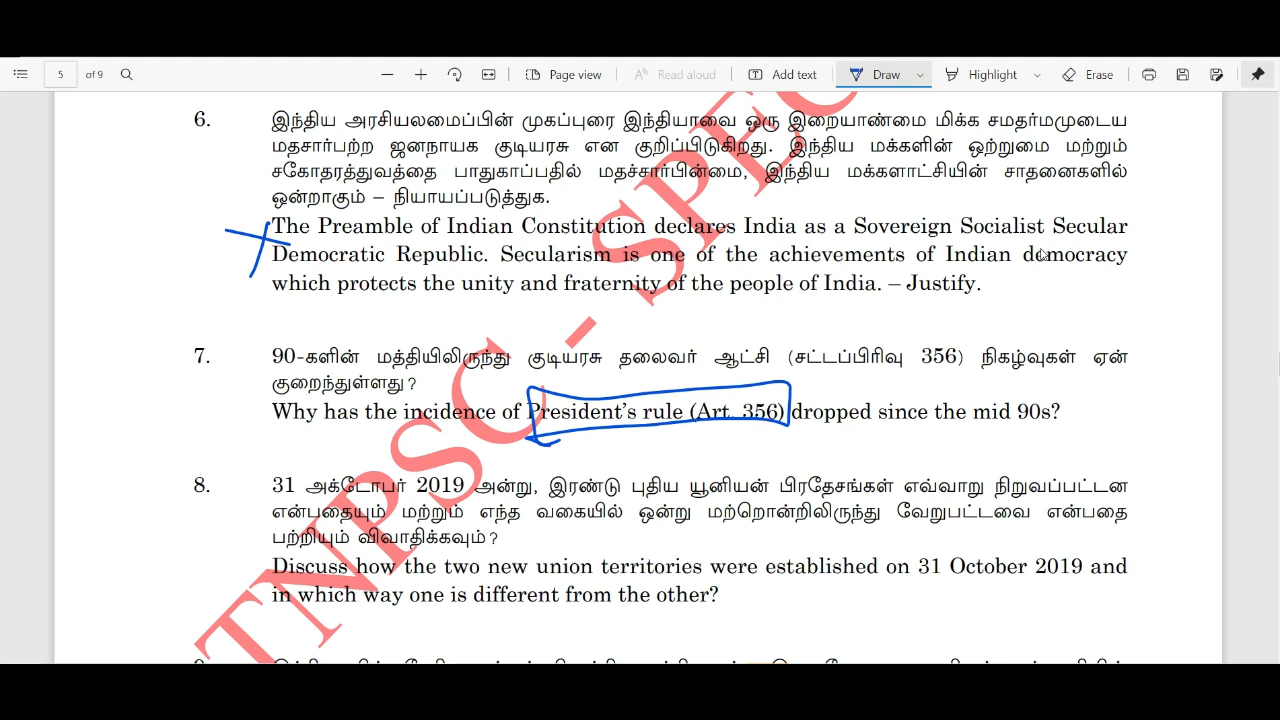 5 of 9 Page view Read aloud Add text Draw Highlight Erase
6. இந்திய அரசியலமைப்பின் முகப்புரை இந்தியாவை ஒரு இறையாண்மை மிக்க சமதர்மமுடைய
மதசார்பற்ற ஜனநாயக குடியரசு என குறிப்பிடுகிறது. இந்திய மக்களின் ஒற்றுமை மற்றும்
சகோதரத்துவத்தை பாதுகாப்பதில் மதச்சார்பின்மை, இந்திய மக்களாட்சியின் சாதனைகளில்
ஒன்றாகும் – நியாயப்படுத்துக.
The Preamble of Indian Constitution declares India as a Sovereign Socialist Secular
Democratic Republic. Secularism is one of the achievements of Indian democracy
which protects the unity and fraternity of the people of India. – Justify.
7. 90-களின் மத்தியிலிருந்து குடியரசு தலைவர் ஆட்சி (சட்டப்பிரிவு 356) நிகழ்வுகள் ஏன்
குறைந்துள்ளது?
Why has the incidence of President's rule (Art. 356) dropped since the mid 90s?
8. 31 அக்டோபர் 2019 அன்று, இரண்டு புதிய யூனியன் பிரதேசங்கள் எவ்வாறு நிறுவப்பட்டன
என்பதையும் மற்றும் எந்த வகையில் ஒன்று மற்றொன்றிலிருந்து வேறுபட்டவை என்பதை
பற்றியும் விவாதிக்கவும்?
Discuss how the two new union territories were established on 31 October 2019 and
in which way one is different from the other?
TNPSC - SPEC